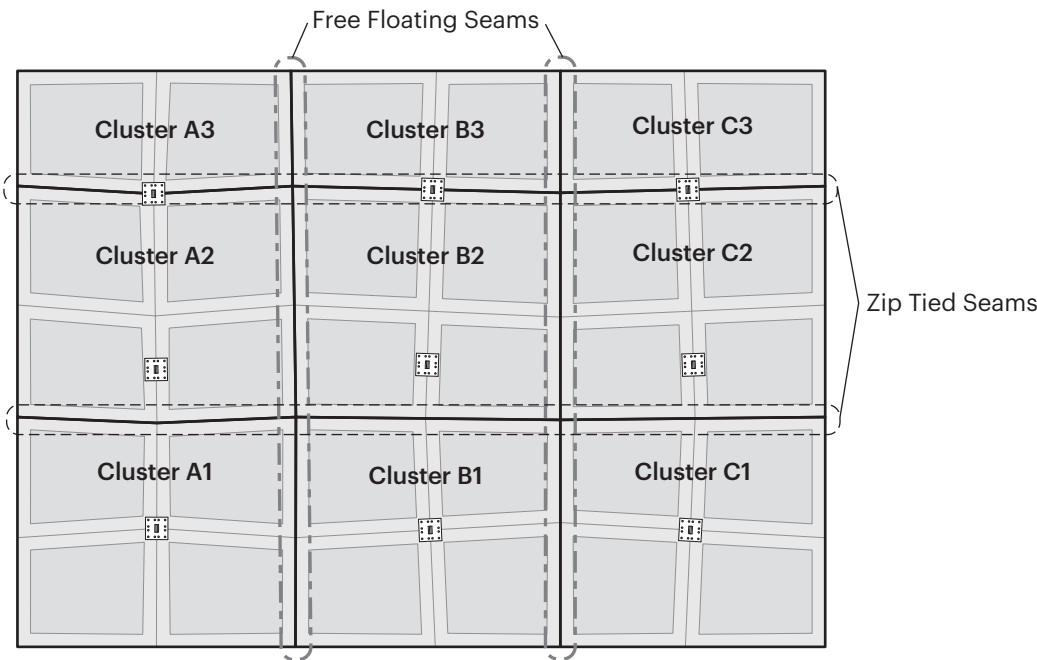 Free Floating Seams
Cluster A3
Cluster B3
Cluster C3
Cluster A2
Cluster B2
Cluster C2
Zip Tied Seams
Cluster A1
Cluster B1
Cluster C1